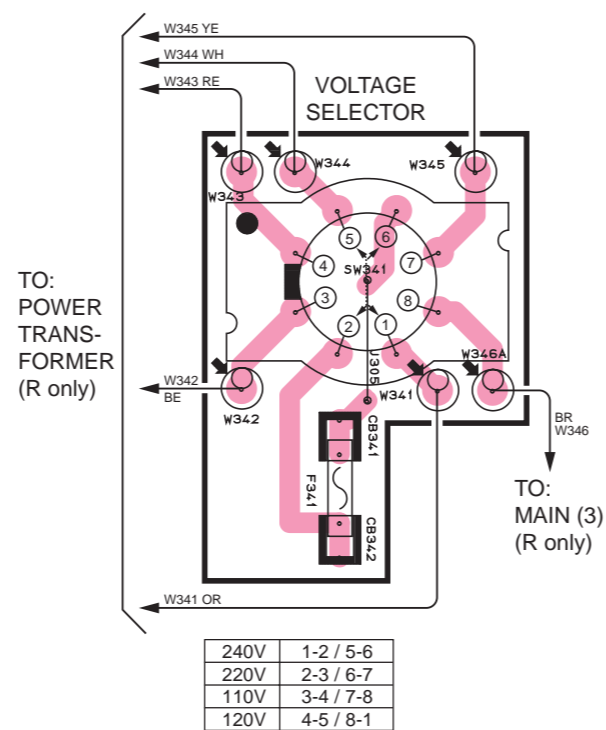 W345 YE
W344 WH
W343 RE
VOLTAGE
SELECTOR
W343
W344
W345
5
6
4
7
SW341
3
8
2
1
TO:
POWER
TRANS-
FORMER
(R only)
W342
BE
W342
J305
W341
W346A
BR
W346
CB341
F341
CB342
TO:
MAIN (3)
(R only)
W341 OR
240V 1-2 / 5-6
220V 2-3 / 6-7
110V 3-4 / 7-8
120V 4-5 / 8-1